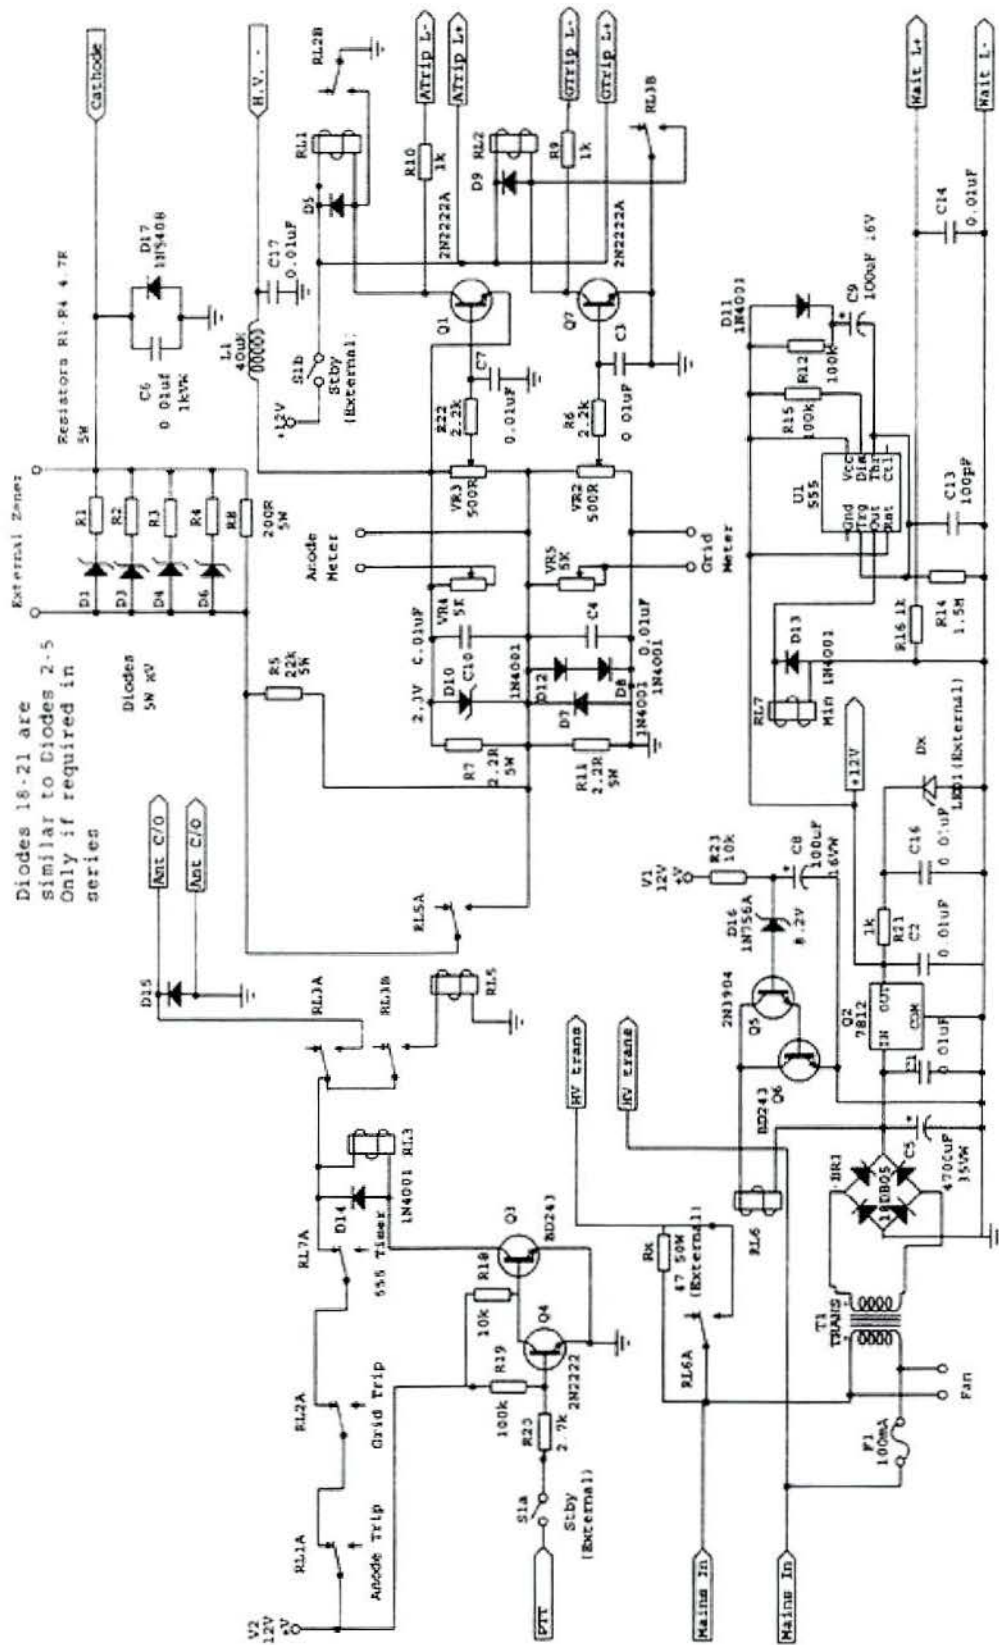 Diodes 18-21 are
similar to Diodes 2-5
Only if required in
series
External Zener
Resistors R1-R4 4.7R
5W
Cathode
H.V. -
D1
D3
D4
D6
R1
R2
R3
R4
R8
200R
5W
Diodes
5W xV
C6
0 01uf
1kVW
D17
1N5408
L1
40uH
C17
0.01uF
R5
22k
5W
Ant C/O
Ant C/O
D15
RL3A
RL3B
RL5
RL5A
V2
12V
+V
RL1A
Anode Trip
RL2A
Grid Trip
RL7A
555 Timer
D14
1N4001
RL3
R18
10k
Q3
BD243
R19
100k
Q4
2N2222
R20
2.7k
S1a
Stby
(External)
PTT
+12V
S1b
Stby
(External)
D5
RL1
RL2B
R10
1k
ATrip L-
ATrip L+
2N2222A
Q1
R22
2.2k
C7
0.01uF
VR3
500R
Anode
Meter
VR4
5K
C10
0.01uF
D10
2.3V
R7
2.2R
5W
D9
RL2
R9
1k
GTrip L-
GTrip L+
2N2222A
RL3B
Q7
R6
2.2k
C3
0 01uF
VR2
500R
VR5
5K
Grid
Meter
C4
0.01uF
1N4001
D12
D8
1N4001
D7
1N4001
R11
2.2R
5W
Mains In
Mains In
HV trans
HV trans
Rx
47 50W
(External)
RL6A
F1
100mA
Fan
T1
TRANS
BR1
18DB05
C5
4700uF
35VW
C1
01uF
RL6
BD243
Q6
2N3904
Q5
D16
1N756A
8.2V
V1
12V
+V
R23
10k
C8
100uF
16VW
Q2
7812
IN
OUT
COM
1k
R21
C2
0.01uF
C16
0 01uF
Dx
LED1(External)
+12V
RL7
Min
D13
1N4001
R16 1k
R14
1.5M
C13
100pF
U1
555
Gnd
Trg
Out
Rst
Vcc
Dis
Thr
Ctl
R15
100k
R12
100k
D11
1N4001
C9
100uF 16V
C14
0.01uF
Wait L+
Wait L-